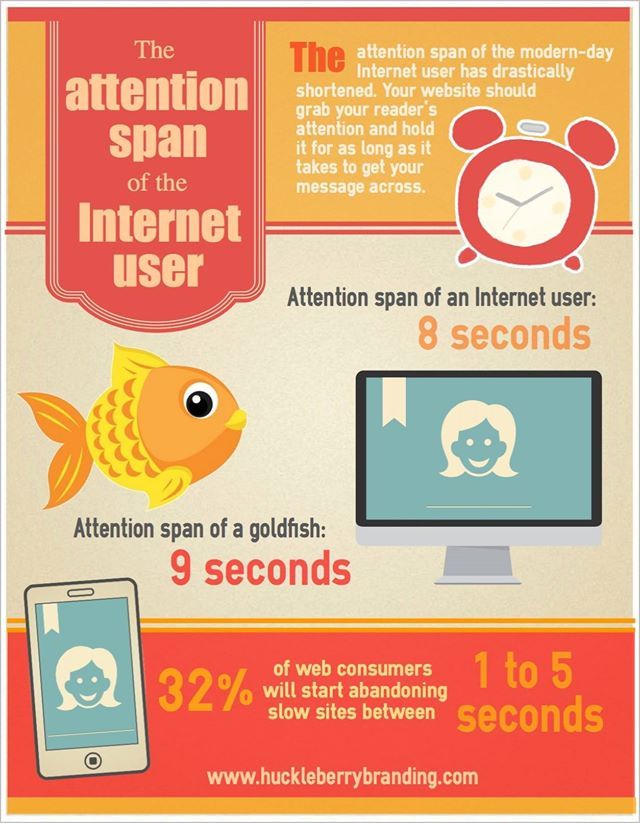 The
attention
span
of the
Internet
user
The attention span of the modern-day
Internet user has drastically
shortened. Your website should
grab your reader's
attention and hold
it for as long as it
takes to get your
message across.
Attention span of an Internet user:
8 seconds
Attention span of a goldfish:
9 seconds
32%
of web consumers
will start abandoning
slow sites between
1 to 5
seconds
www.huckleberrybranding.com